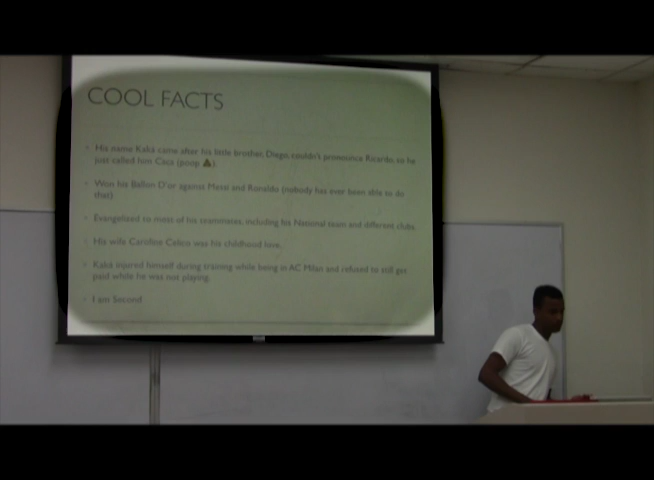 COOL FACTS
His name Kaká came after his little brother, Diego, couldn't pronounce Ricardo, so he
just called him Caca (poop 💩)
Won his Ballon D'or against Messi and Ronaldo (nobody has ever been able to do
that)
Evangelized to most of his teammates, including his National team and different clubs.
His wife Caroline Celico was his childhood love.
Kaká injured himself during training while being in AC Milan and refused to still get
paid while he was not playing.
I am Second